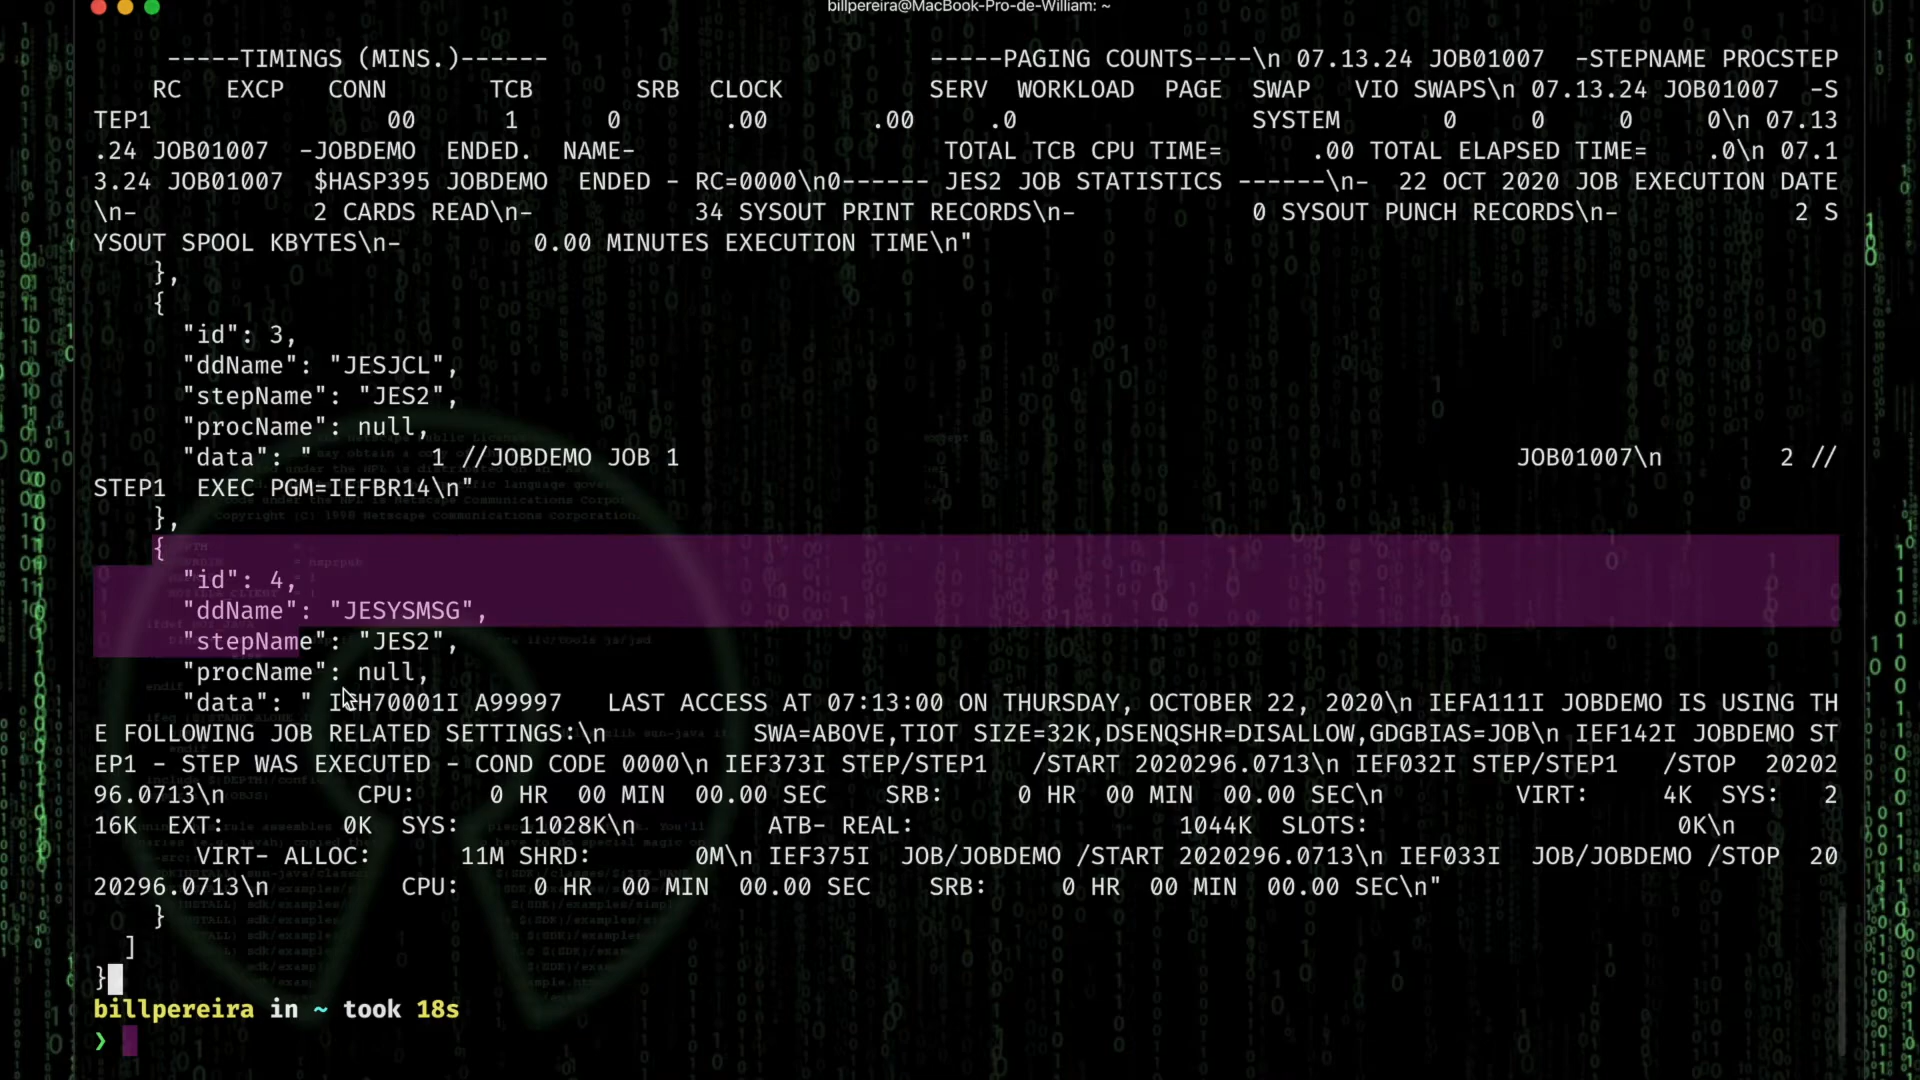 billpereira@MacBook-Pro-de-William: ~
-----TIMINGS (MINS.)------ -----PAGING COUNTS----\n 07.13.24 JOB01007 -STEPNAME PROCSTEP
RC EXCP CONN TCB SRB CLOCK SERV WORKLOAD PAGE SWAP VIO SWAPS\n 07.13.24 JOB01007 -S
TEP1 00 1 0 .00 .00 .0 SYSTEM 0 0 0 0\n 07.13
.24 JOB01007 -JOBDEMO ENDED. NAME- TOTAL TCB CPU TIME= .00 TOTAL ELAPSED TIME= .0\n 07.1
3.24 JOB01007 $HASP395 JOBDEMO ENDED - RC=0000\n0------ JES2 JOB STATISTICS ------\n- 22 OCT 2020 JOB EXECUTION DATE
\n- 2 CARDS READ\n- 34 SYSOUT PRINT RECORDS\n- 0 SYSOUT PUNCH RECORDS\n- 2 S
YSOUT SPOOL KBYTES\n- 0.00 MINUTES EXECUTION TIME\n"
},
{
"id": 3,
"ddName": "JESJCL",
"stepName": "JES2",
"procName": null,
"data": " 1 //JOBDEMO JOB 1 JOB01007\n 2 //
STEP1 EXEC PGM=IEFBR14\n"
},
{
"id": 4,
"ddName": "JESYSMSG",
"stepName": "JES2",
"procName": null,
"data": " ICH70001I A99997 LAST ACCESS AT 07:13:00 ON THURSDAY, OCTOBER 22, 2020\n IEFA111I JOBDEMO IS USING TH
E FOLLOWING JOB RELATED SETTINGS:\n SWA=ABOVE,TIOT SIZE=32K,DSENQSHR=DISALLOW,GDGBIAS=JOB\n IEF142I JOBDEMO ST
EP1 - STEP WAS EXECUTED - COND CODE 0000\n IEF373I STEP/STEP1 /START 2020296.0713\n IEF032I STEP/STEP1 /STOP 20202
96.0713\n CPU: 0 HR 00 MIN 00.00 SEC SRB: 0 HR 00 MIN 00.00 SEC\n VIRT: 4K SYS: 2
16K EXT: 0K SYS: 11028K\n ATB- REAL: 1044K SLOTS: 0K\n
VIRT- ALLOC: 11M SHRD: 0M\n IEF375I JOB/JOBDEMO /START 2020296.0713\n IEF033I JOB/JOBDEMO /STOP 20
20296.0713\n CPU: 0 HR 00 MIN 00.00 SEC SRB: 0 HR 00 MIN 00.00 SEC\n"
}
]
}
billpereira in ~ took 18s
❯